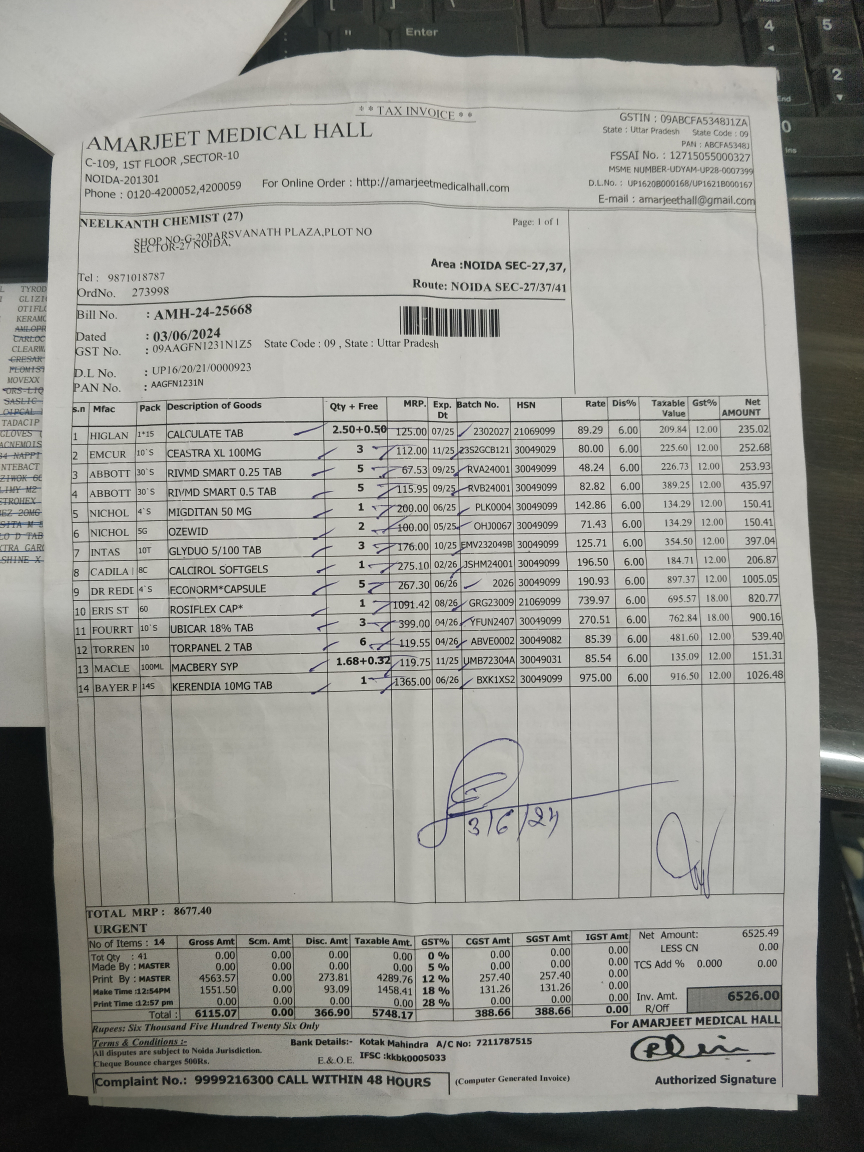 * * TAX INVOICE * *
AMARJEET MEDICAL HALL
C-109, 1ST FLOOR ,SECTOR-10
NOIDA-201301
Phone : 0120-4200052,4200059 For Online Order : http://amarjeetmedicalhall.com
GSTIN : 09ABCFA5348J1ZA
State : Uttar Pradesh State Code : 09
PAN : ABCFA5348J
FSSAI No. : 12715055000327
MSME NUMBER-UDYAM-UP28-0007399
D.L.No. : UP1620B000168/UP1621B000167
E-mail : amarjeethall@gmail.com
NEELKANTH CHEMIST (27) Page: 1 of 1
SHOP NO-G-20PARSVANATH PLAZA,PLOT NO
SECTOR-27 NOIDA.
Area :NOIDA SEC-27,37,
Tel : 9871018787
OrdNo. 273998 Route: NOIDA SEC-27/37/41
Bill No. : AMH-24-25668
Dated : 03/06/2024
GST No. : 09AAGFN1231N1Z5 State Code : 09 , State : Uttar Pradesh
D.L No. : UP16/20/21/0000923
PAN No. : AAGFN1231N
s.n Mfac Pack Description of Goods Qty + Free MRP. Exp. Dt Batch No. HSN Rate Dis% Taxable Value Gst% Net AMOUNT
1 HIGLAN 1*15 CALCULATE TAB 2.50+0.50 125.00 07/25 2302027 21069099 89.29 6.00 209.84 12.00 235.02
2 EMCUR 10`S CEASTRA XL 100MG 3 112.00 11/25 23S2GCB121 30049029 80.00 6.00 225.60 12.00 252.68
3 ABBOTT 30`S RIVMD SMART 0.25 TAB 5 67.53 09/25 RVA24001 30049099 48.24 6.00 226.73 12.00 253.93
4 ABBOTT 30`S RIVMD SMART 0.5 TAB 5 115.95 09/25 RVB24001 30049099 82.82 6.00 389.25 12.00 435.97
5 NICHOL 4`S MIGDITAN 50 MG 1 200.00 06/25 PLK0004 30049099 142.86 6.00 134.29 12.00 150.41
6 NICHOL 5G OZEWID 2 100.00 05/25 OHJ0067 30049099 71.43 6.00 134.29 12.00 150.41
7 INTAS 10T GLYDUO 5/100 TAB 3 176.00 10/25 EMV232049B 30049099 125.71 6.00 354.50 12.00 397.04
8 CADILA 8C CALCIROL SOFTGELS 1 275.10 02/26 JSHM24001 30049099 196.50 6.00 184.71 12.00 206.87
9 DR REDI 4`S ECONORM*CAPSULE 5 267.30 06/26 2026 30049099 190.93 6.00 897.37 12.00 1005.05
10 ERIS ST 60 ROSIFLEX CAP* 1 1091.42 08/26 GRG23009 21069099 739.97 6.00 695.57 18.00 820.77
11 FOURRT 10`S UBICAR 18% TAB 3 399.00 04/26 YFUN2407 30049099 270.51 6.00 762.84 18.00 900.16
12 TORREN 10 TORPANEL 2 TAB 6 119.55 04/26 ABVE0002 30049082 85.39 6.00 481.60 12.00 539.40
13 MACLE 100ML MACBERY SYP 1.68+0.32 119.75 11/25 UMB72304A 30049031 85.54 6.00 135.09 12.00 151.31
14 BAYER P 14S KERENDIA 10MG TAB 1 1365.00 06/26 BXK1XS2 30049099 975.00 6.00 916.50 12.00 1026.48
3/6/24
TOTAL MRP : 8677.40
URGENT
No of Items : 14 Gross Amt Scm. Amt Disc. Amt Taxable Amt. GST% CGST Amt SGST Amt IGST Amt
Tot Qty : 41 0.00 0.00 0.00 0.00 0 % 0.00 0.00 0.00
Made By : MASTER 0.00 0.00 0.00 0.00 5 % 0.00 0.00 0.00
Print By : MASTER 4563.57 0.00 273.81 4289.76 12 % 257.40 257.40 0.00
Make Time :12:54PM 1551.50 0.00 93.09 1458.41 18 % 131.26 131.26 0.00
Print Time :12:57 pm 0.00 0.00 0.00 0.00 28 % 0.00 0.00 0.00
Total : 6115.07 0.00 366.90 5748.17 388.66 388.66 0.00
Net Amount: 6525.49
LESS CN 0.00
TCS Add % 0.000 0.00
Inv. Amt. 6526.00
R/Off
Rupees: Six Thousand Five Hundred Twenty Six Only
For AMARJEET MEDICAL HALL
Terms & Conditions :-
All disputes are subject to Noida Jurisdiction.
Cheque Bounce charges 500Rs.
Bank Details:- Kotak Mahindra A/C No: 7211787515
E.& O.E. IFSC :kkbk0005033
Complaint No.: 9999216300 CALL WITHIN 48 HOURS (Computer Generated Invoice) Authorized Signature